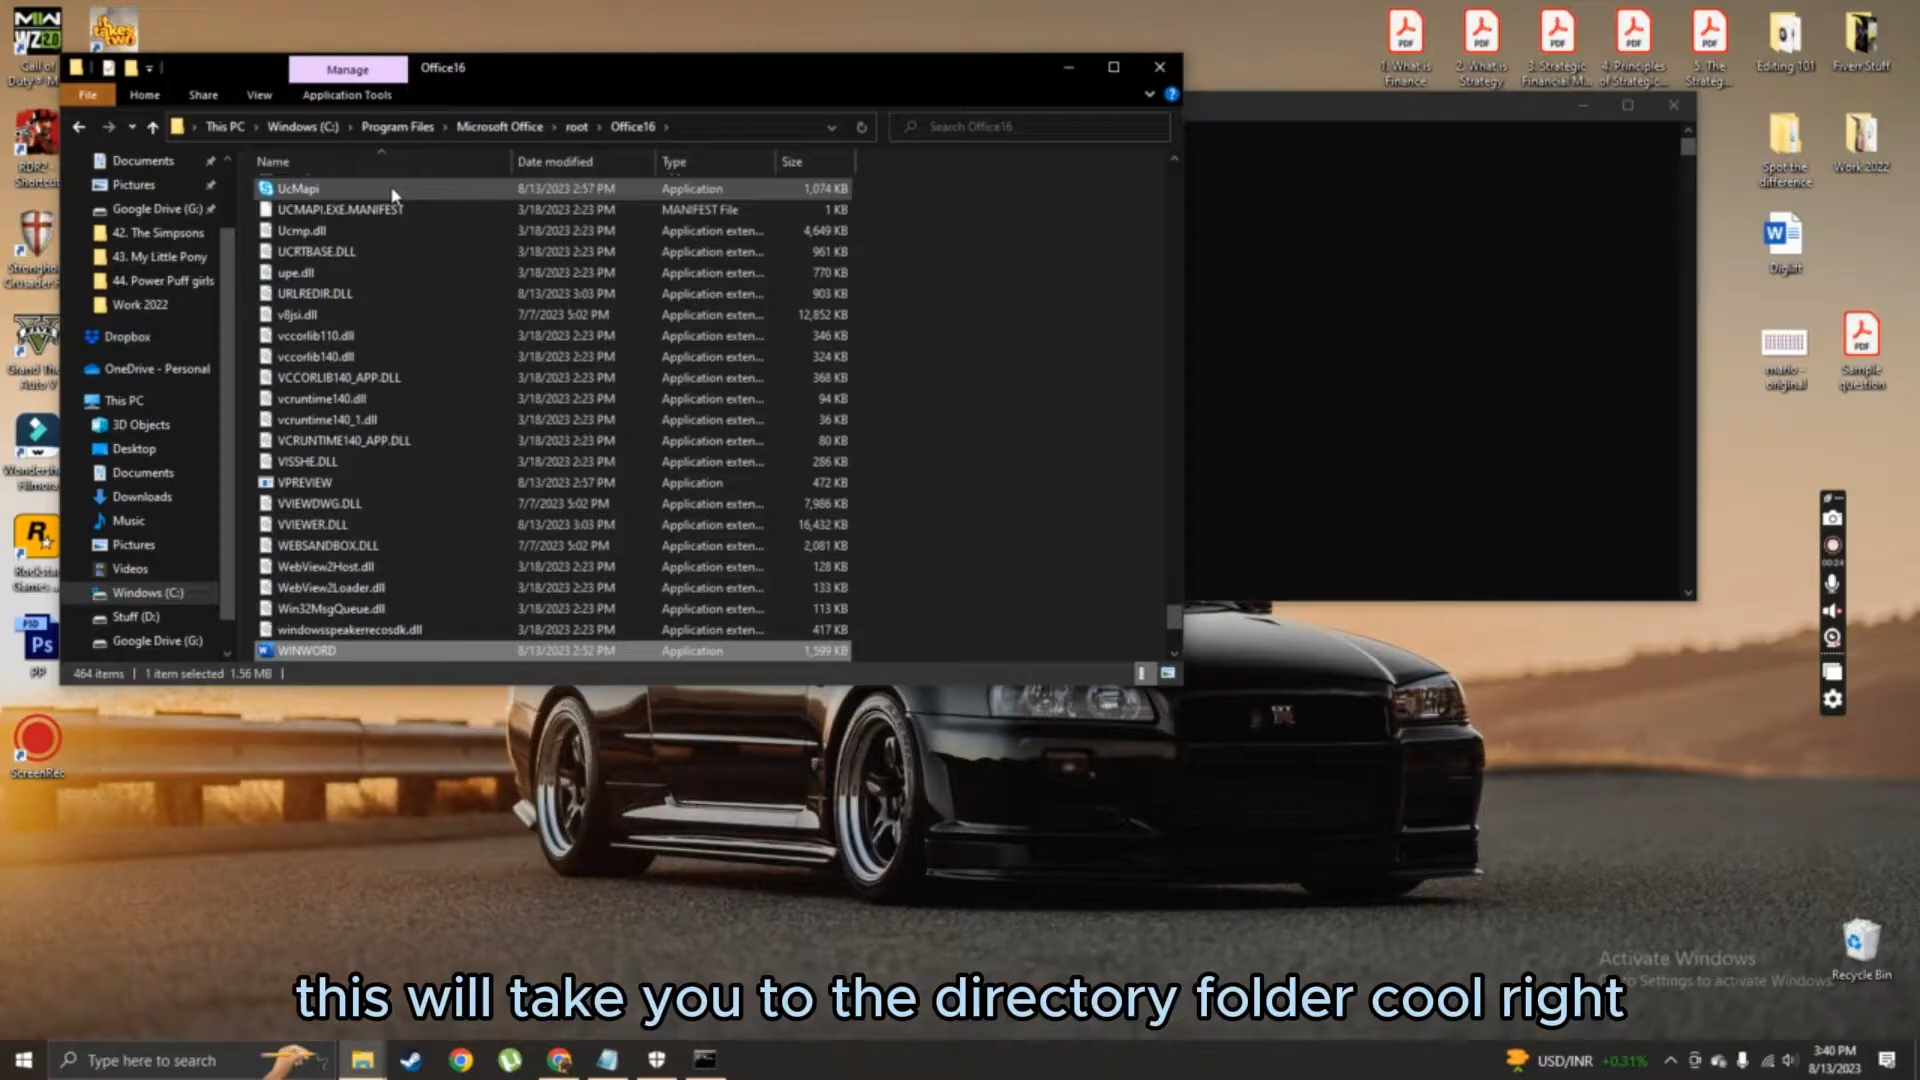 MW
WZ 2.0
it takes two
Call of
Duty®
RDR2 -
Shortcut
PSD
Ps
PP
ScreenRec
Manage
Office16
File
Home
Share
View
Application Tools
This PC > Windows (C:) > Program Files > Microsoft Office > root > Office16 >
Search Office16
Name
Date modified
Type
Size
Documents
Pictures
Google Drive (G:)
42. The Simpsons
43. My Little Pony
44. Power Puff girls
Work 2022
Dropbox
OneDrive - Personal
This PC
3D Objects
Desktop
Documents
Downloads
Music
Pictures
Videos
Windows (C:)
Stuff (D:)
Google Drive (G:)
UcMapi 8/13/2023 2:57 PM Application 1,074 KB
UCMAPI.EXE.MANIFEST 3/18/2023 2:23 PM MANIFEST File 1 KB
Ucmp.dll 3/18/2023 2:23 PM Application exten... 4,649 KB
UCRTBASE.DLL 3/18/2023 2:23 PM Application exten... 961 KB
upe.dll 3/18/2023 2:23 PM Application exten... 770 KB
URLREDIR.DLL 8/13/2023 3:03 PM Application exten... 903 KB
v8jsi.dll 7/7/2023 5:02 PM Application exten... 12,852 KB
vccorlib110.dll 3/18/2023 2:23 PM Application exten... 346 KB
vccorlib140.dll 3/18/2023 2:23 PM Application exten... 324 KB
VCCORLIB140_APP.DLL 3/18/2023 2:23 PM Application exten... 368 KB
vcruntime140.dll 3/18/2023 2:23 PM Application exten... 94 KB
vcruntime140_1.dll 3/18/2023 2:23 PM Application exten... 36 KB
VCRUNTIME140_APP.DLL 3/18/2023 2:23 PM Application exten... 80 KB
VISSHE.DLL 3/18/2023 2:23 PM Application exten... 286 KB
VPREVIEW 8/13/2023 2:57 PM Application 472 KB
VVIEWDWG.DLL 7/7/2023 5:02 PM Application exten... 7,986 KB
VVIEWER.DLL 8/13/2023 3:03 PM Application exten... 16,432 KB
WEBSANDBOX.DLL 7/7/2023 5:02 PM Application exten... 2,081 KB
WebView2Host.dll 3/18/2023 2:23 PM Application exten... 128 KB
WebView2Loader.dll 3/18/2023 2:23 PM Application exten... 133 KB
Win32MsgQueue.dll 3/18/2023 2:23 PM Application exten... 113 KB
windowsspeakerrecosdk.dll 3/18/2023 2:23 PM Application exten... 417 KB
WINWORD 8/13/2023 2:52 PM Application 1,599 KB
464 items | 1 item selected 1.56 MB |
1. What is
Finance
2. What is
Strategy
3. Strategic
Financial M...
4. Principles
of Strategic...
5. The
Strateg...
Editing 101
Fiverr Stuff
Spot the
difference
Work 2022
mario -
original
Sample
question
00:24
Recycle Bin
Activate Windows
Go to Settings to activate Windows.
this will take you to the directory folder cool right
Type here to search
USD/INR +0.31%
3:40 PM
8/13/2023